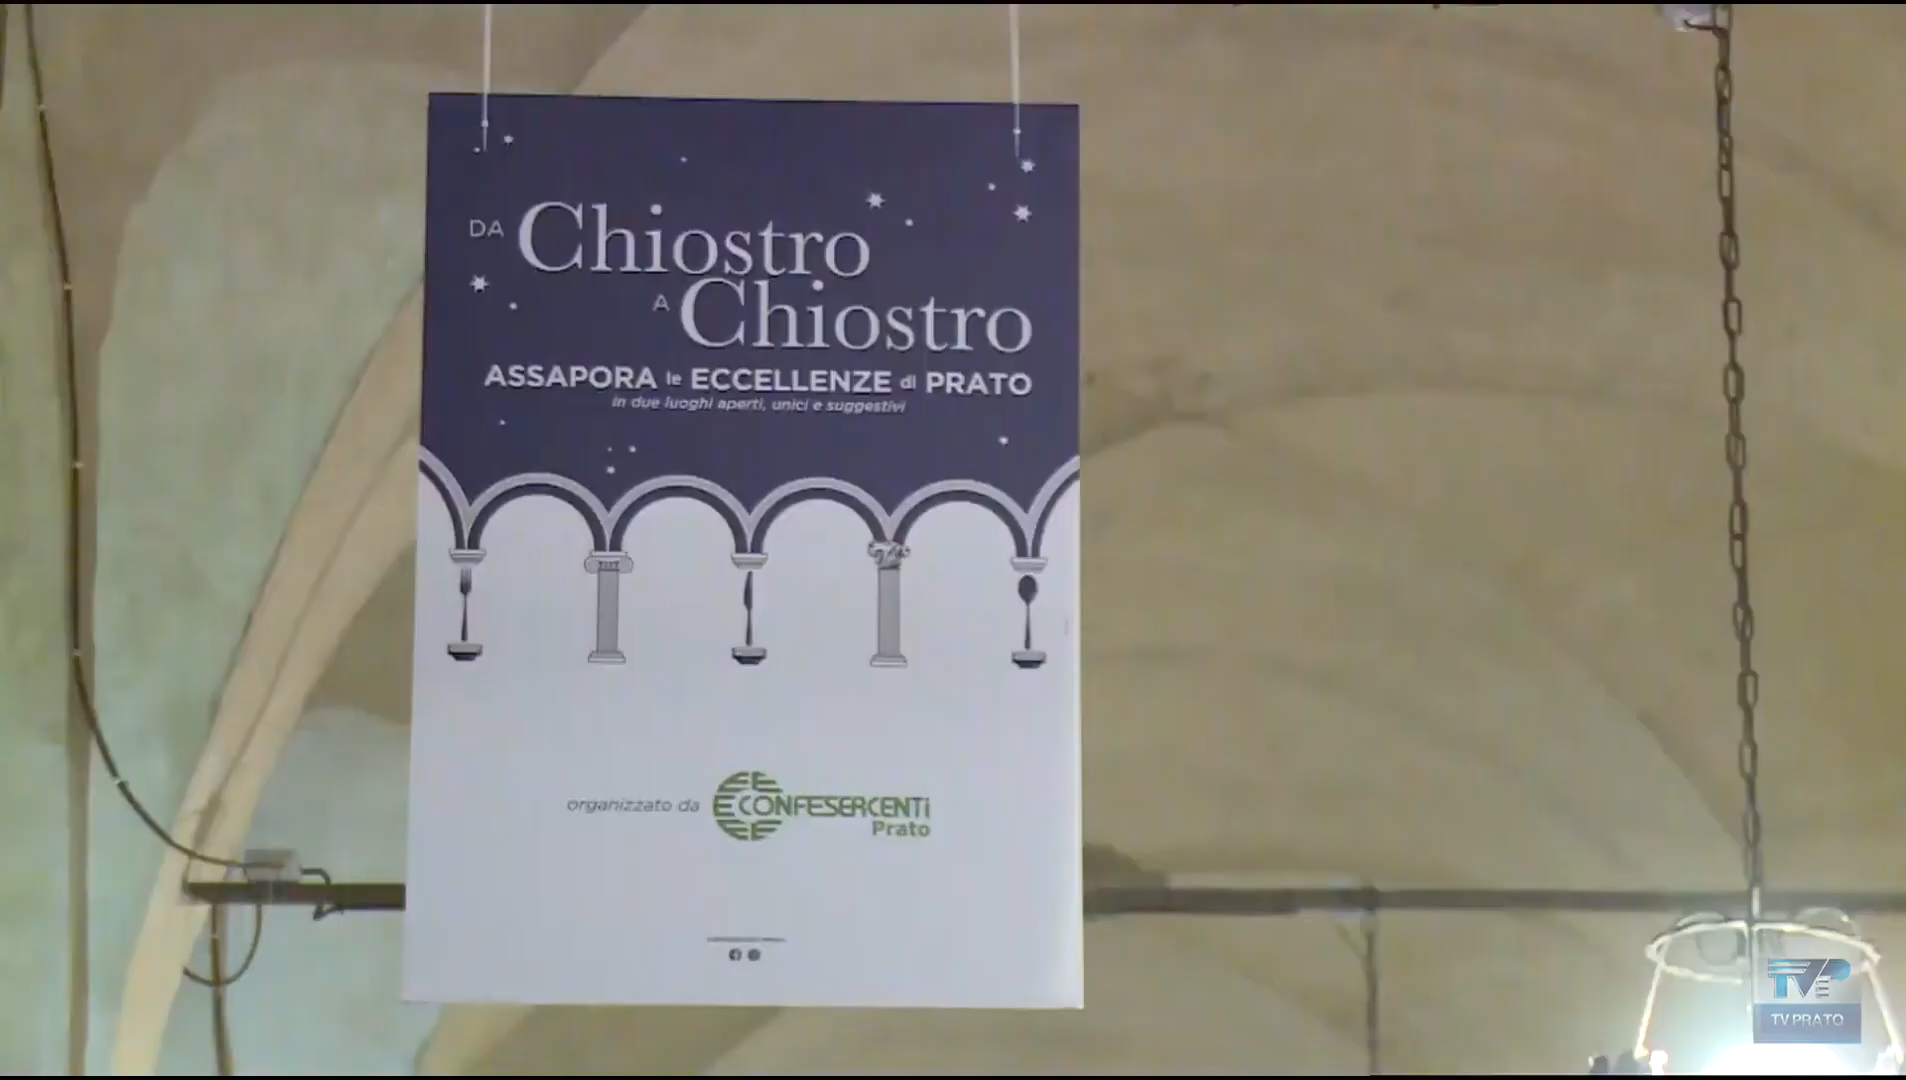 DA Chiostro
A Chiostro
ASSAPORA le ECCELLENZE di PRATO
in due luoghi aperti, unici e suggestivi
organizzato da CONFESERCENTi
Prato
TV PRATO